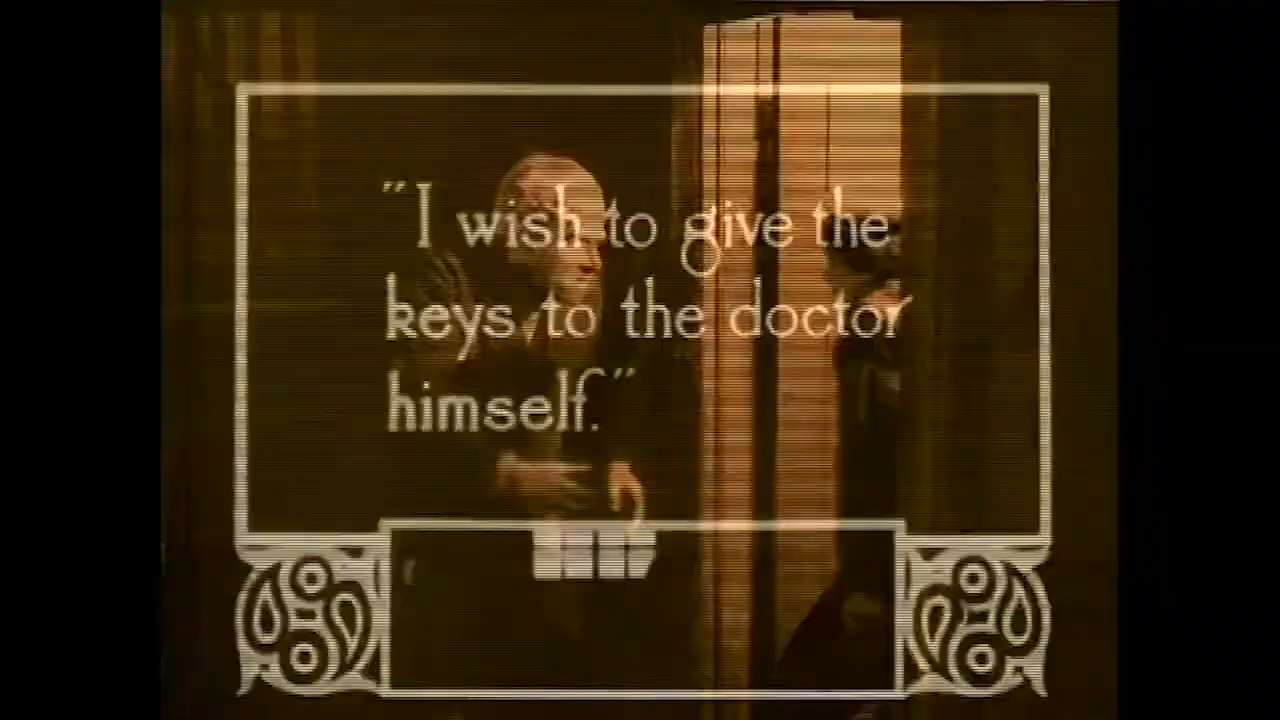 "I wish to give the
keys to the doctor
himself."